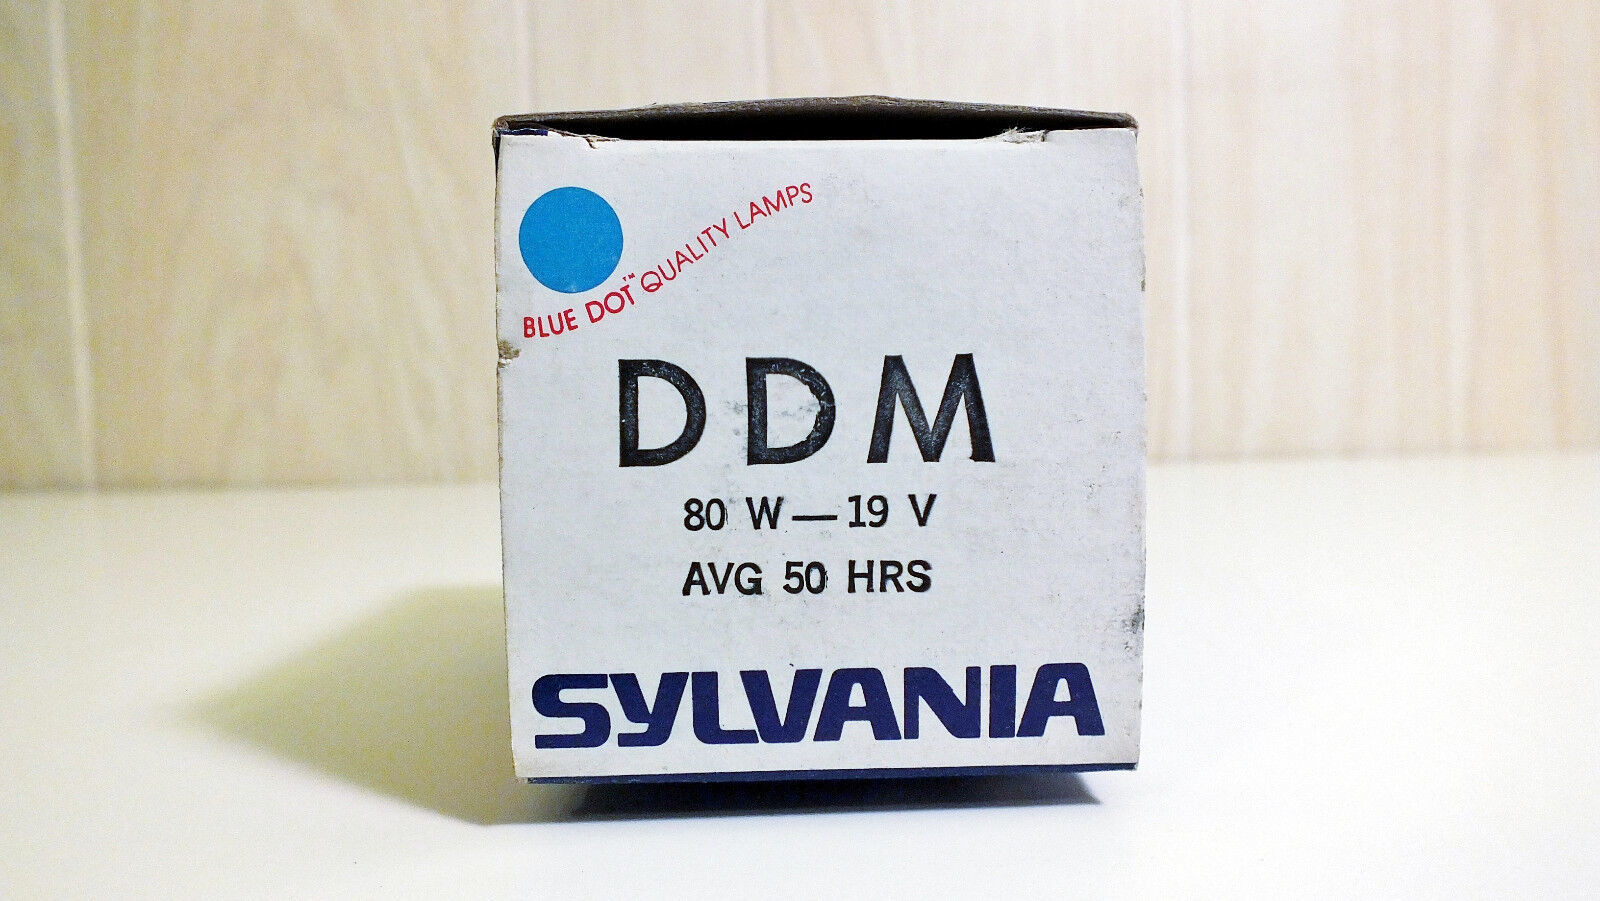 BLUE DOT™ QUALITY LAMPS
DDM
80 W — 19 V
AVG 50 HRS
SYLVANIA